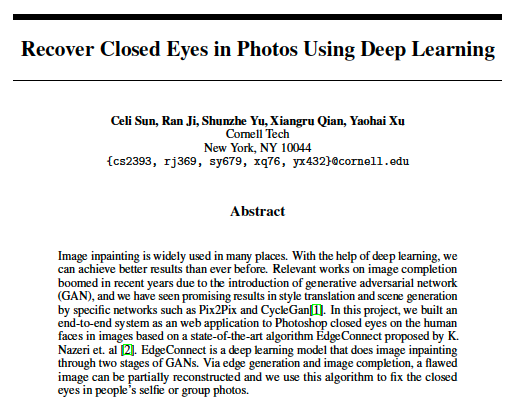 Recover Closed Eyes in Photos Using Deep Learning
Celi Sun, Ran Ji, Shunzhe Yu, Xiangru Qian, Yaohai Xu
Cornell Tech
New York, NY 10044
{cs2393, rj369, sy679, xq76, yx432}@cornell.edu
Abstract
Image inpainting is widely used in many places. With the help of deep learning, we
can achieve better results than ever before. Relevant works on image completion
boomed in recent years due to the introduction of generative adversarial network
(GAN), and we have seen promising results in style translation and scene generation
by specific networks such as Pix2Pix and CycleGan[1]. In this project, we built an
end-to-end system as an web application to Photoshop closed eyes on the human
faces in images based on a state-of-the-art algorithm EdgeConnect proposed by K.
Nazeri et. al [2]. EdgeConnect is a deep learning model that does image inpainting
through two stages of GANs. Via edge generation and image completion, a flawed
image can be partially reconstructed and we use this algorithm to fix the closed
eyes in people's selfie or group photos.